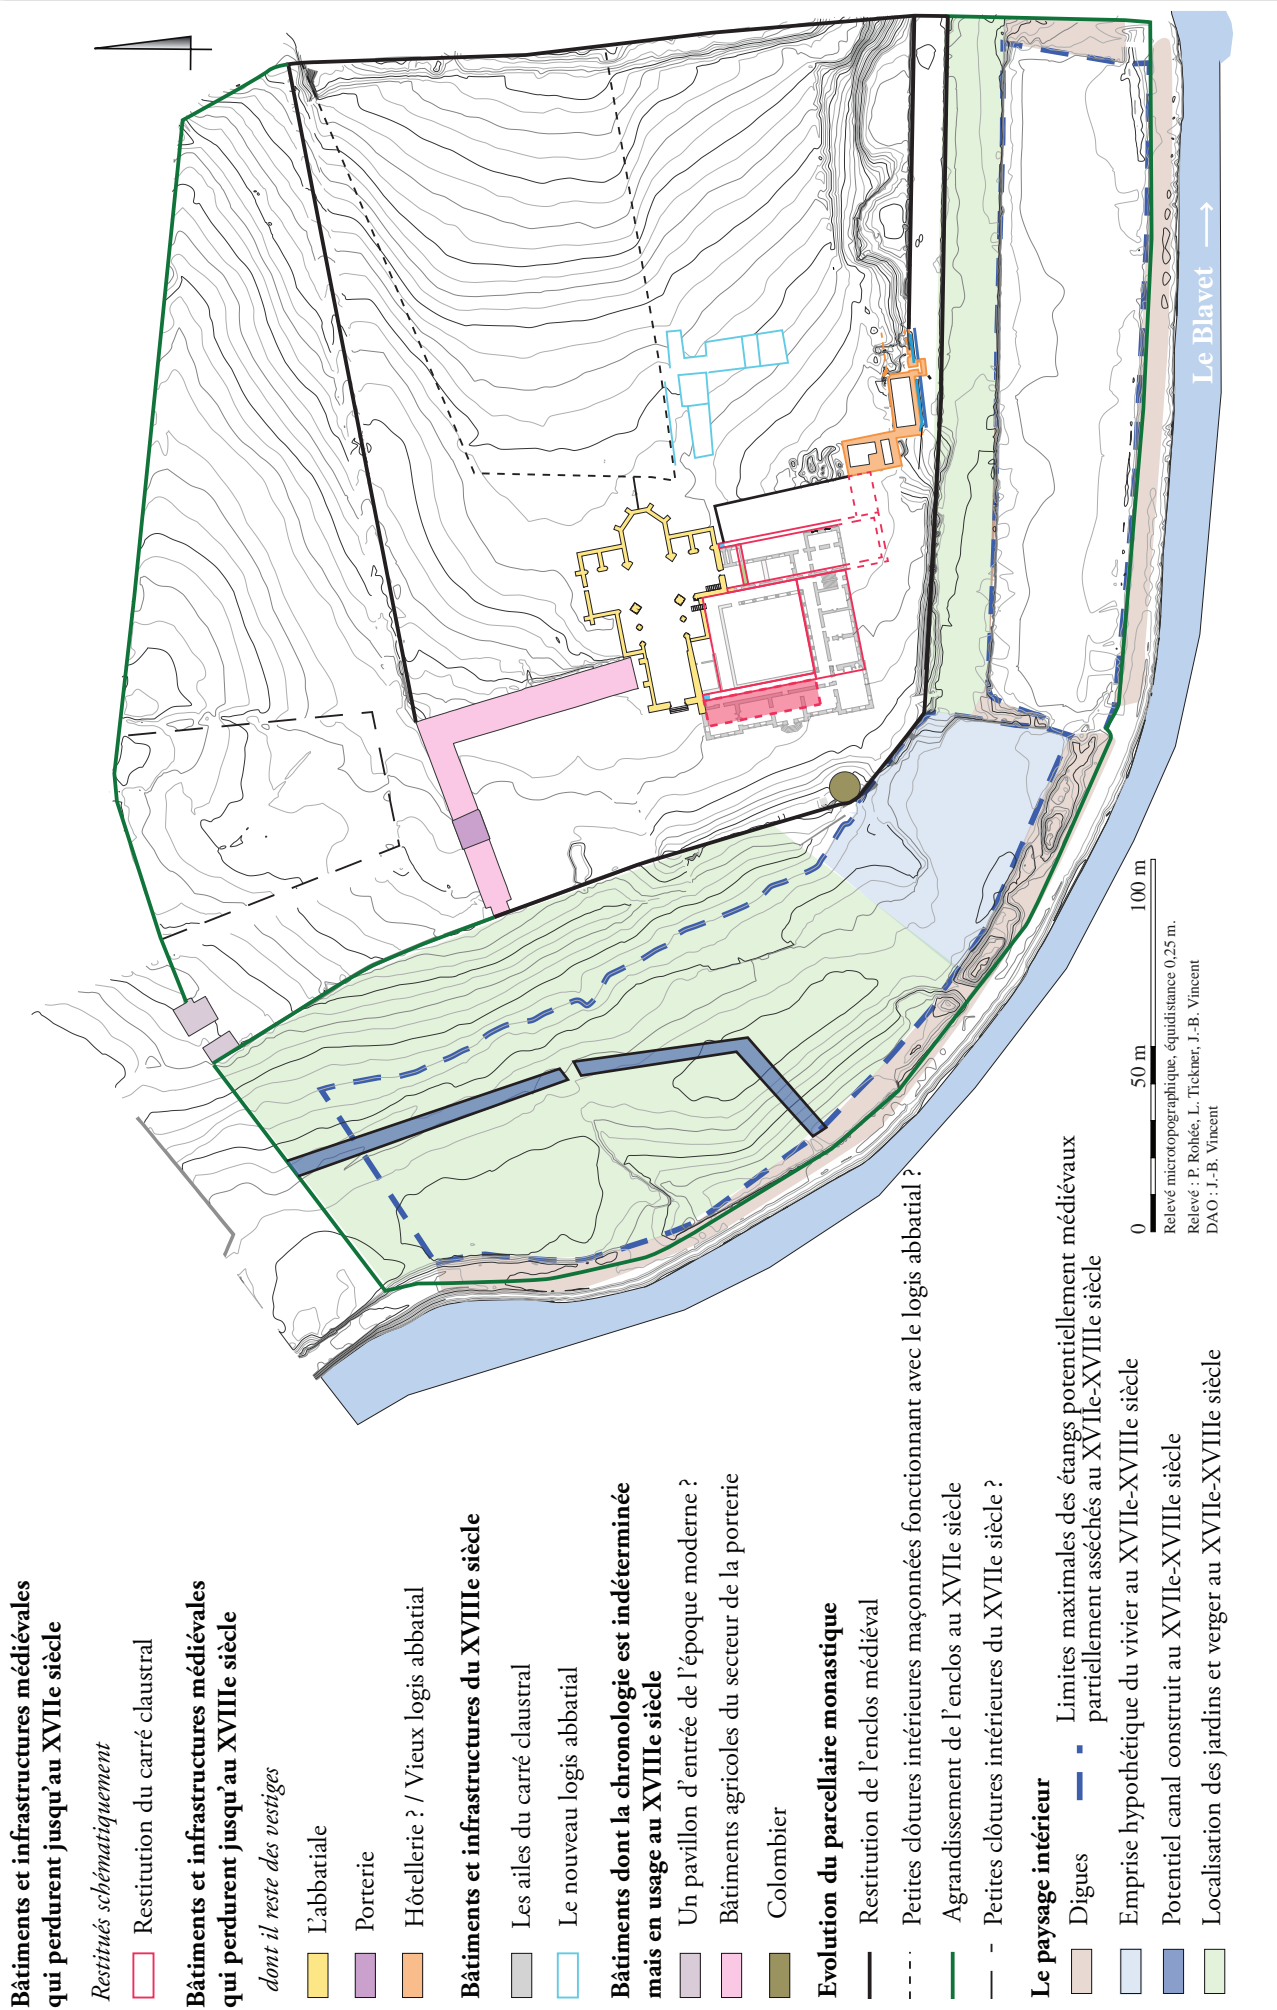 Bâtiments et infrastructures médiévales
qui perdurent jusqu'au XVIIe siècle
Restitués schématiquement
Restitution du carré claustral
Bâtiments et infrastructures médiévales
qui perdurent jusqu'au XVIIIe siècle
dont il reste des vestiges
L'abbatiale
Porterie
Hôtellerie ? / Vieux logis abbatial
Bâtiments et infrastructures du XVIIIe siècle
Les ailes du carré claustral
Le nouveau logis abbatial
Bâtiments dont la chronologie est indéterminée
mais en usage au XVIIIe siècle
Un pavillon d'entrée de l'époque moderne ?
Bâtiments agricoles du secteur de la porterie
Colombier
Evolution du parcellaire monastique
Restitution de l'enclos médiéval
Petites clôtures intérieures maçonnées fonctionnant avec le logis abbatial ?
Agrandissement de l'enclos au XVIIe siècle
Petites clôtures intérieures du XVIIe siècle ?
Le paysage intérieur
Digues
Limites maximales des étangs potentiellement médiévaux
partiellement asséchés au XVIIe-XVIIIe siècle
Emprise hypothétique du vivier au XVIIe-XVIIIe siècle
Potentiel canal construit au XVIIe-XVIIIe siècle
Localisation des jardins et verger au XVIIe-XVIIIe siècle
0 50 m 100 m
Relevé microtopographique, équidistance 0,25 m.
Relevé : P. Rohée, L. Tickner, J.-B. Vincent
DAO : J.-B. Vincent
Le Blavet →